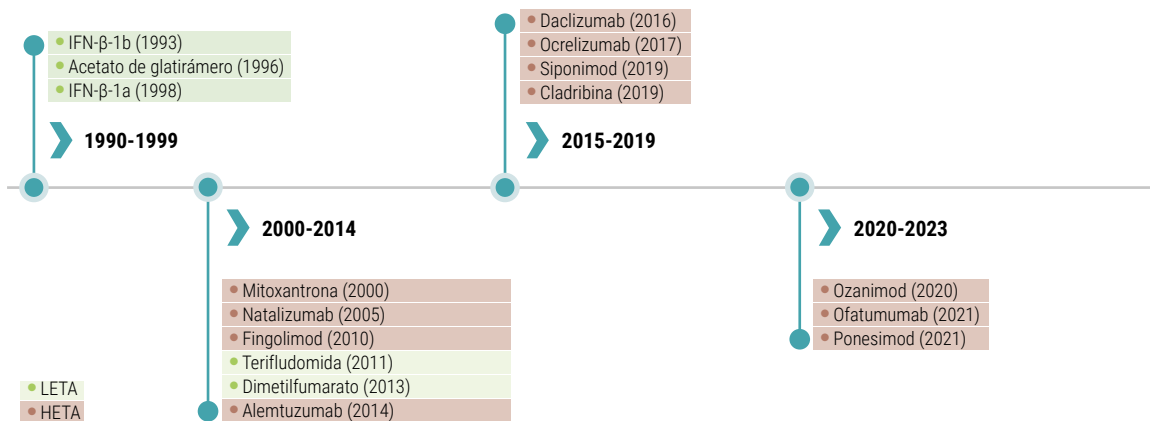 IFN-β-1b (1993)
Acetato de glatirámero (1996)
IFN-β-1a (1998)
1990-1999
Mitoxantrona (2000)
Natalizumab (2005)
Fingolimod (2010)
Terifludomida (2011)
Dimetilfumarato (2013)
Alemtuzumab (2014)
2000-2014
Daclizumab (2016)
Ocrelizumab (2017)
Siponimod (2019)
Cladribina (2019)
2015-2019
2020-2023
Ozanimod (2020)
Ofatumumab (2021)
Ponesimod (2021)
LETA
HETA